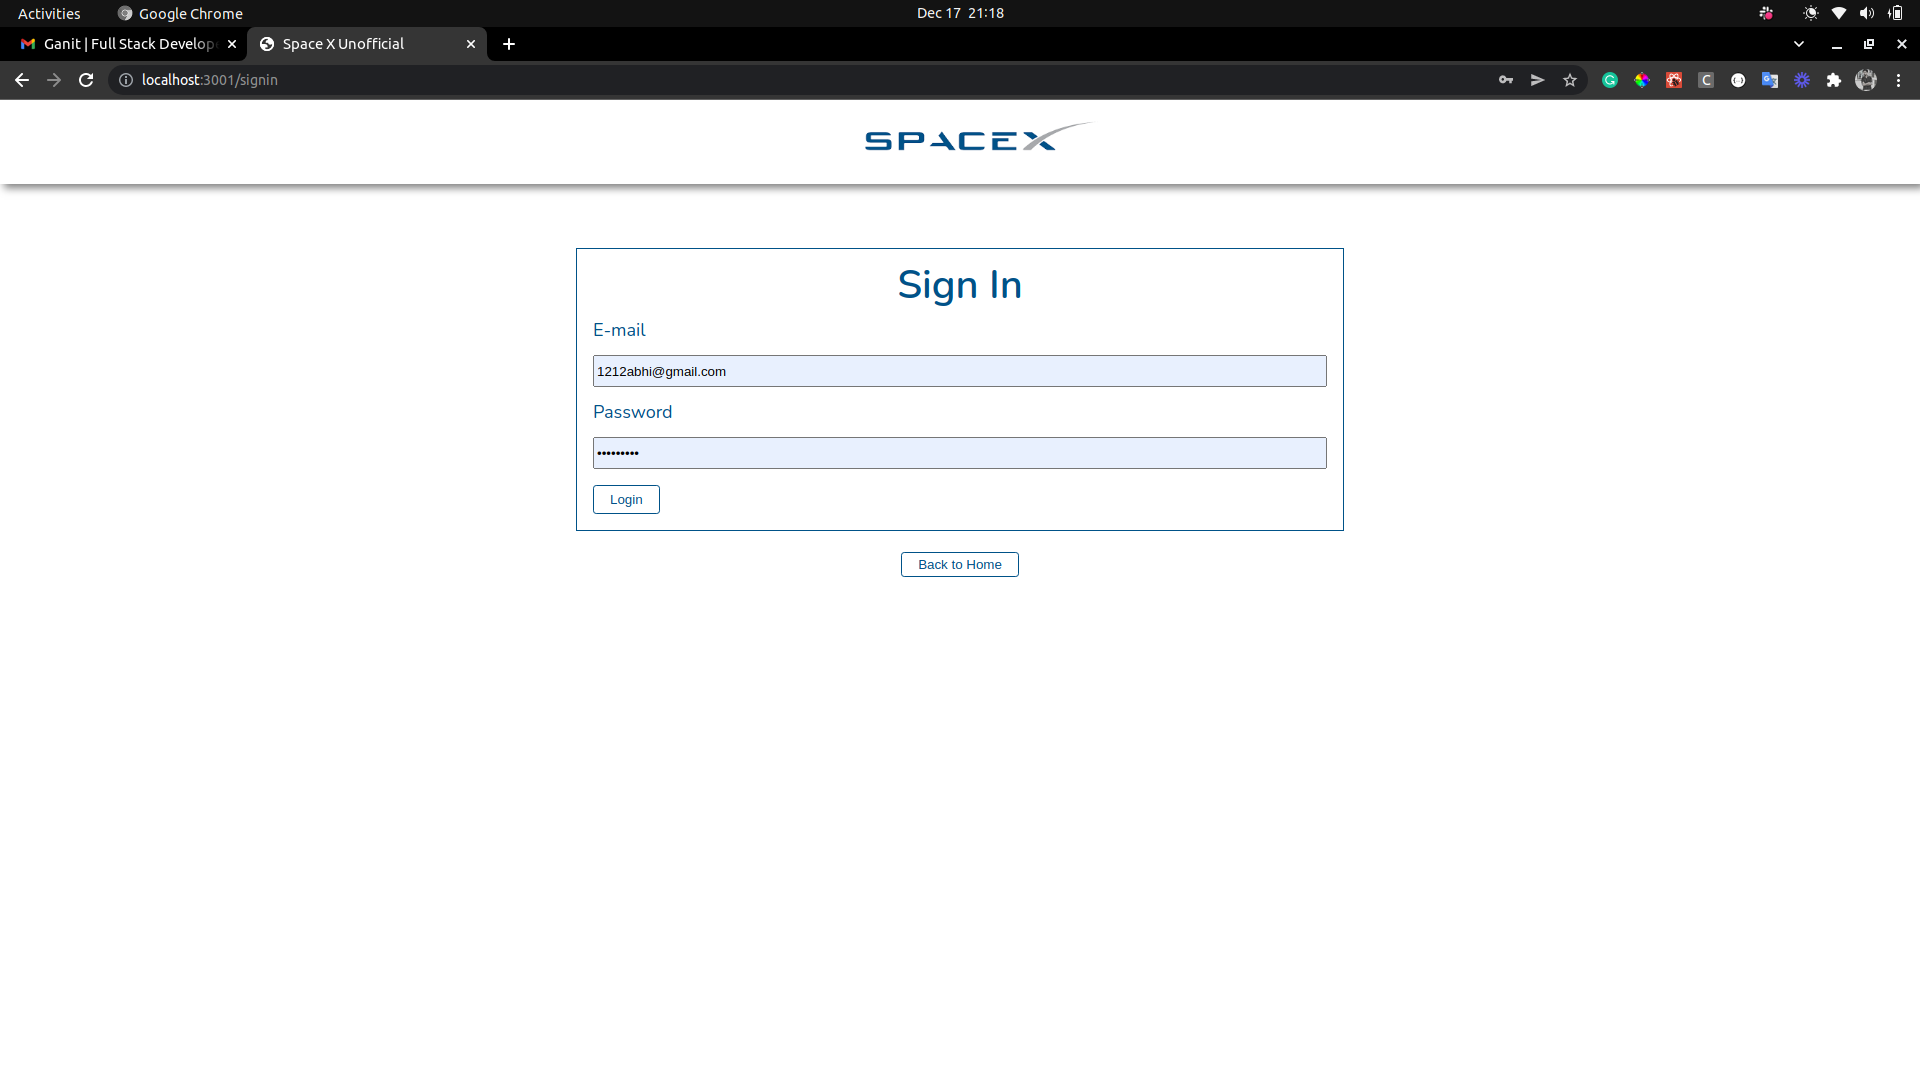 Activities Google Chrome Dec 17 21:18
Ganit | Full Stack Develop Space X Unofficial
localhost:3001/signin
SPACEX
Sign In
E-mail
1212abhi@gmail.com
Password
•••••••••
Login
Back to Home